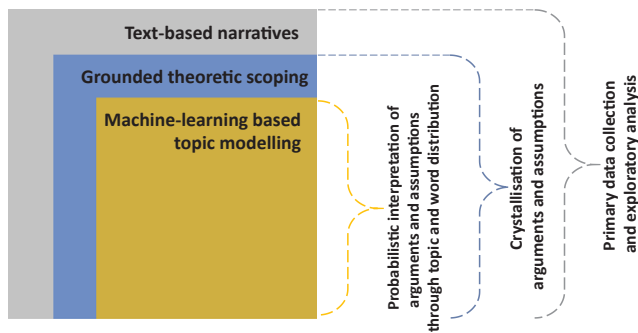 Text-based narratives
Grounded theoretic scoping
Machine-learning based
topic modelling
Probabilistic interpretation of
arguments and assumptions
through topic and word distribution
Crystallisation of
arguments and assumptions
Primary data collection
and exploratory analysis